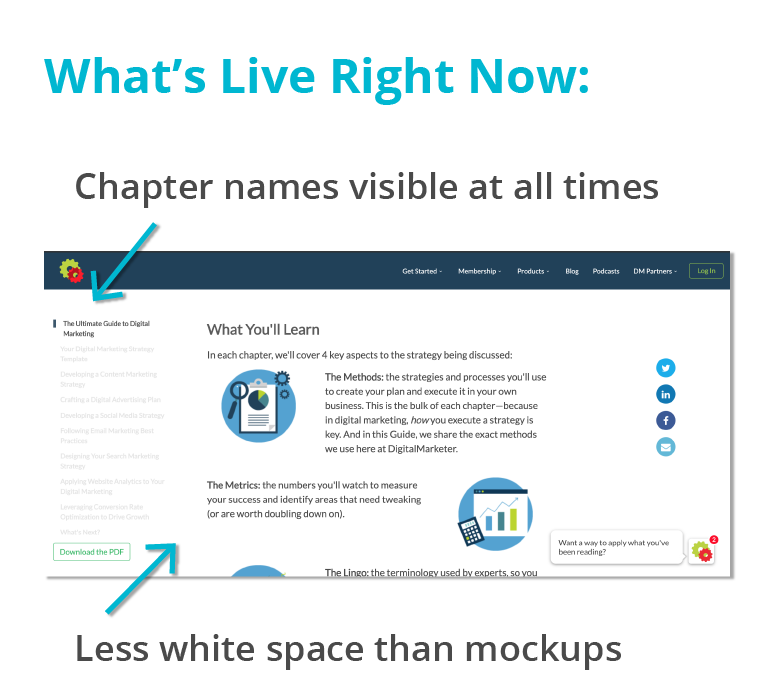 What’s Live Right Now:
Chapter names visible at all times
Get Started
Membership
Products
Blog
Podcasts
DM Partners
Log In
The Ultimate Guide to Digital
Marketing
Your Digital Marketing Strategy
Template
Developing a Content Marketing
Strategy
Crafting a Digital Advertising Plan
Developing a Social Media Strategy
Following Email Marketing Best
Practices
Designing Your Search Marketing
Strategy
Applying Website Analytics to Your
Digital Marketing
Leveraging Conversion Rate
Optimization to Drive Growth
What's Next?
Download the PDF
What You'll Learn
In each chapter, we'll cover 4 key aspects to the strategy being discussed:
The Methods: the strategies and processes you'll use
to create your plan and execute it in your own
business. This is the bulk of each chapter—because
in digital marketing, how you execute a strategy is
key. And in this Guide, we share the exact methods
we use here at DigitalMarketer.
The Metrics: the numbers you'll watch to measure
your success and identify areas that need tweaking
(or are worth doubling down on).
The Lingo: the terminology used by experts, so you
in
f
Want a way to apply what you've
been reading?
2
Less white space than mockups